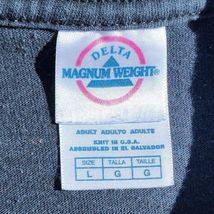 DELTA
MAGNUM WEIGHT®
ADULT ADULTO ADULTE
KNIT IN U.S.A.
ASSEMBLED IN EL SALVADOR
SIZE TALLA TAILLE
L G G